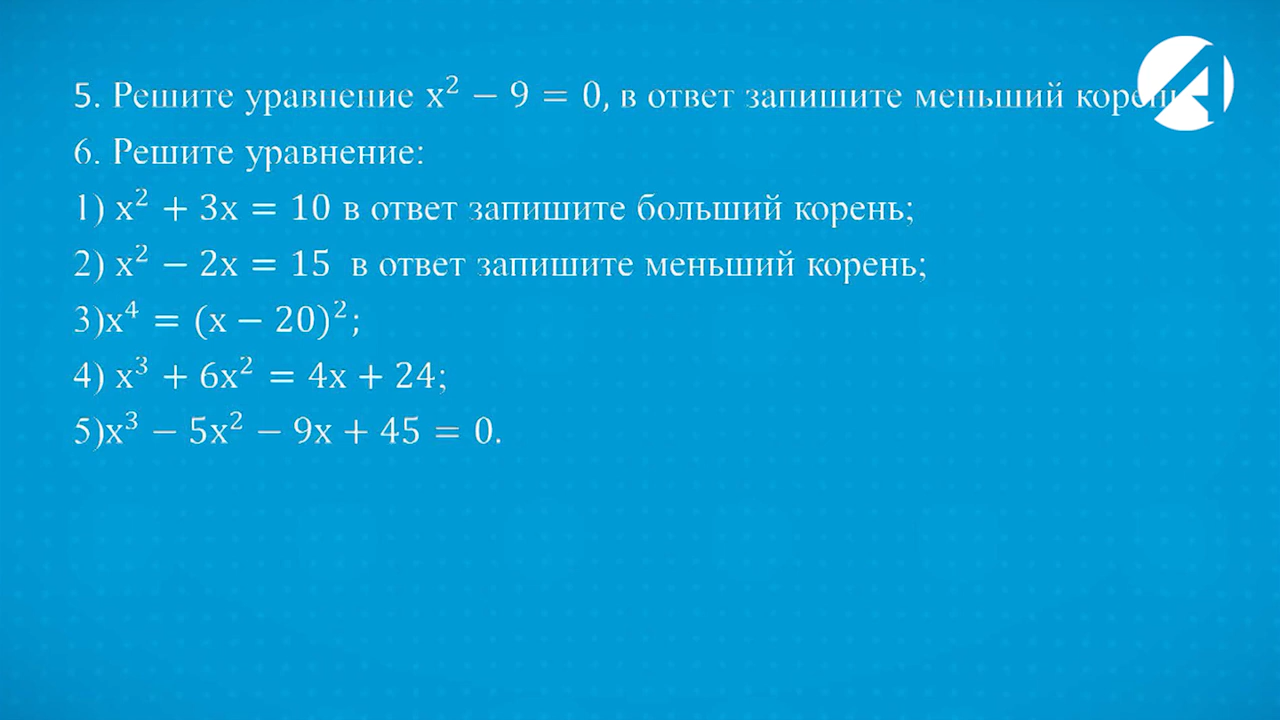 5. Решите уравнение x² − 9 = 0, в ответ запишите меньший корень
6. Решите уравнение:
1) x² + 3x = 10 в ответ запишите больший корень;
2) x² − 2x = 15 в ответ запишите меньший корень;
3)x⁴ = (x − 20)²;
4) x³ + 6x² = 4x + 24;
5)x³ − 5x² − 9x + 45 = 0.